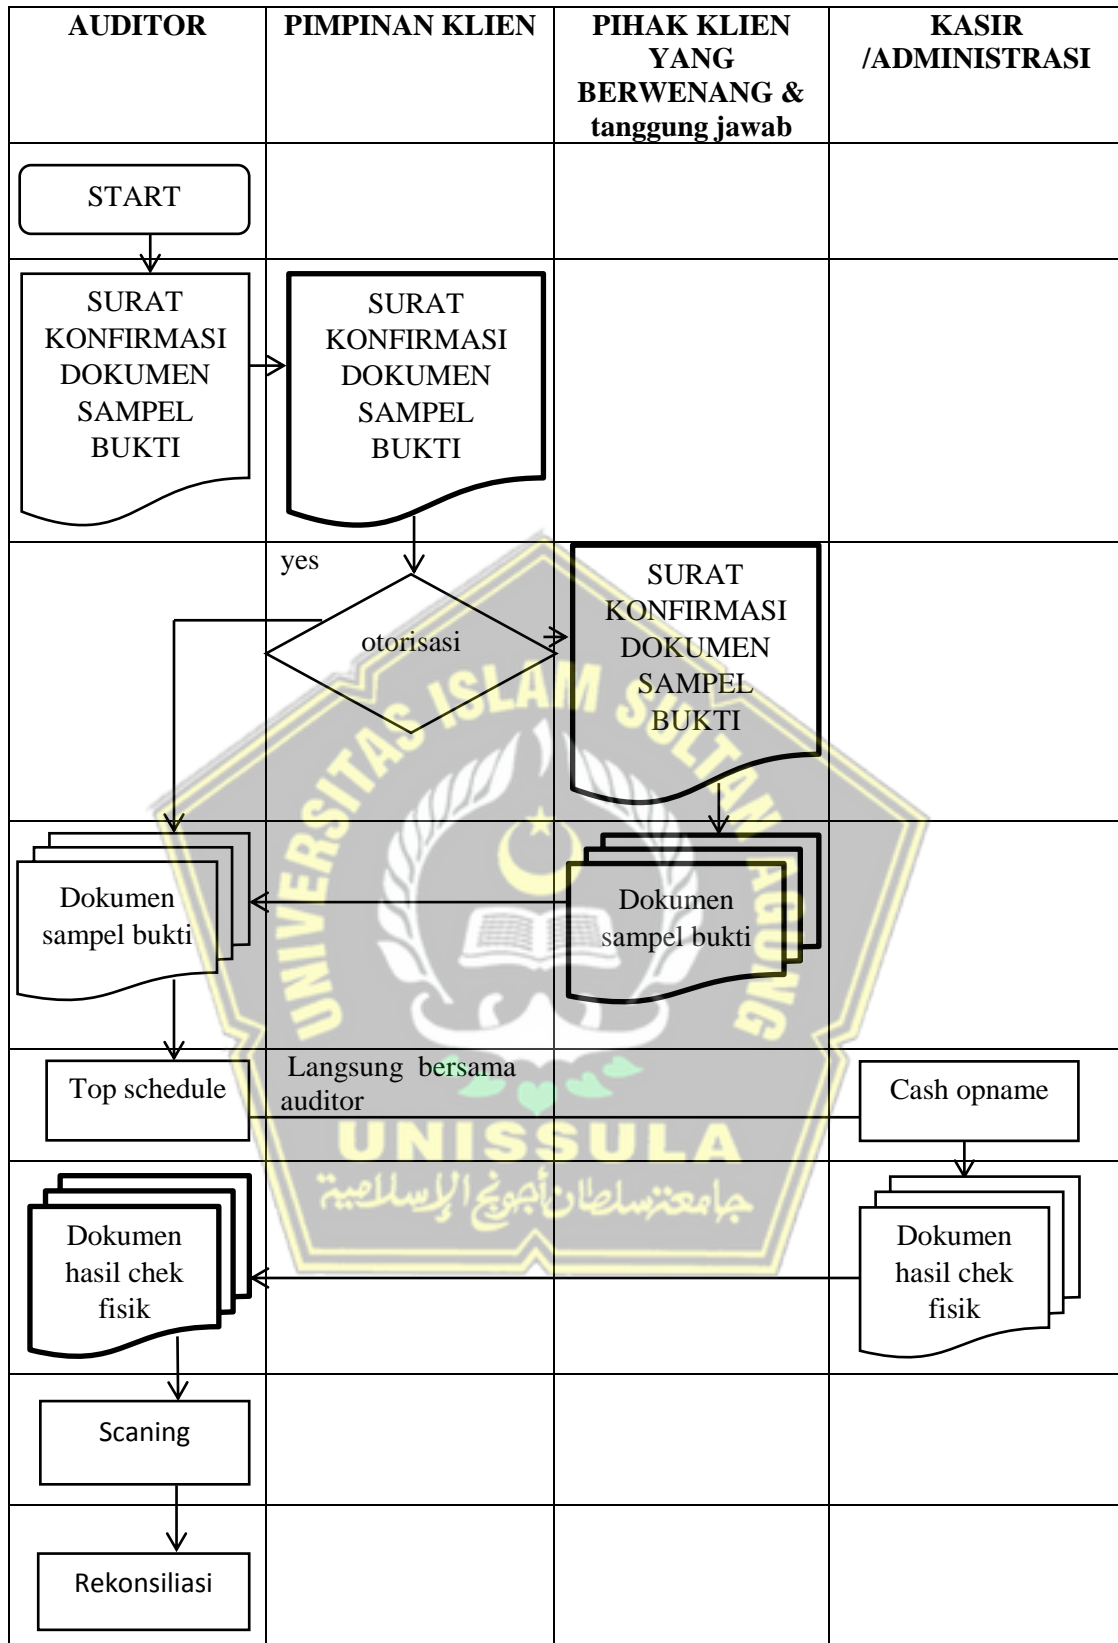 AUDITOR
PIMPINAN KLIEN
PIHAK KLIEN
YANG
BERWENANG &
tanggung jawab
KASIR
/ADMINISTRASI
START
SURAT
KONFIRMASI
DOKUMEN
SAMPEL
BUKTI
SURAT
KONFIRMASI
DOKUMEN
SAMPEL
BUKTI
yes
otorisasi
SURAT
KONFIRMASI
DOKUMEN
SAMPEL
BUKTI
Dokumen
sampel bukti
Dokumen
sampel bukti
Top schedule
Langsung bersama
auditor
Cash opname
Dokumen
hasil chek
fisik
Dokumen
hasil chek
fisik
Scaning
Rekonsiliasi
UNIVERSITAS ISLAM SULTAN AGUNG
UNISSULA
جامعة سلطان أجونج الإسلامية